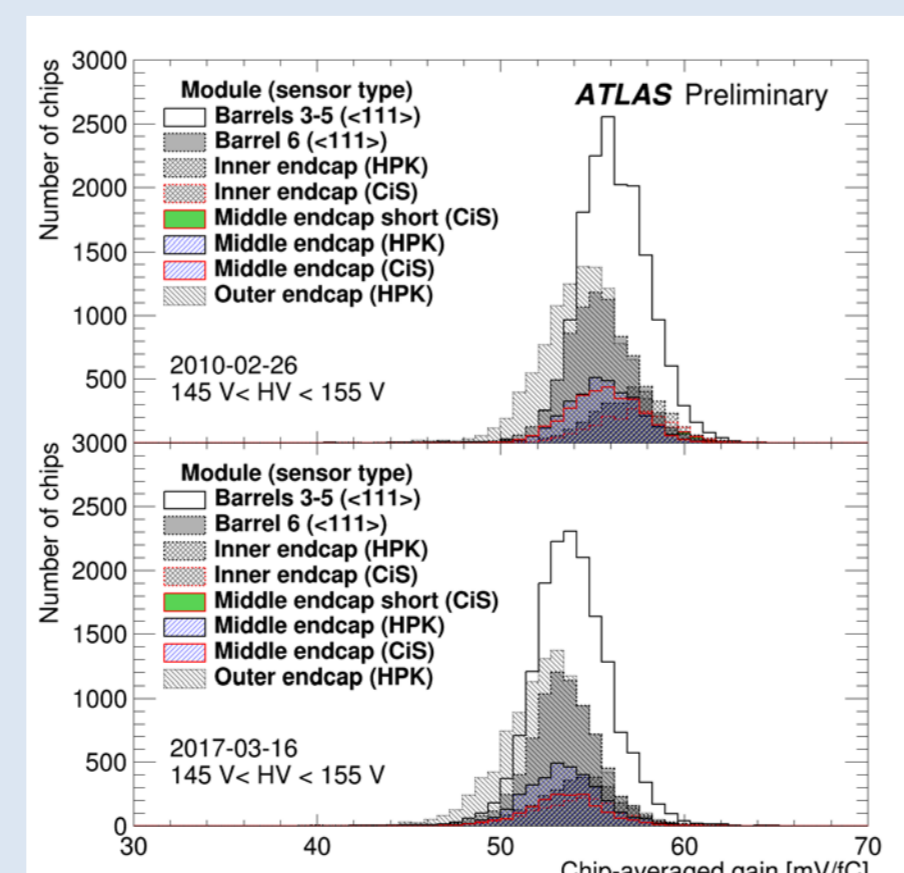 3000
2500
2000
1500
1000
500
Number of chips
Module (sensor type)
Barrels 3-5 (<111>)
Barrel 6 (<111>)
Inner endcap (HPK)
Inner endcap (CiS)
Middle endcap short (CiS)
Middle endcap (HPK)
Middle endcap (CiS)
Outer endcap (HPK)
ATLAS Preliminary
2010-02-26
145 V< HV < 155 V
3000
2500
2000
1500
1000
500
0
Number of chips
Module (sensor type)
Barrels 3-5 (<111>)
Barrel 6 (<111>)
Inner endcap (HPK)
Inner endcap (CiS)
Middle endcap short (CiS)
Middle endcap (HPK)
Middle endcap (CiS)
Outer endcap (HPK)
2017-03-16
145 V< HV < 155 V
30 40 50 60 70
Chip-averaged gain [mV/fC]